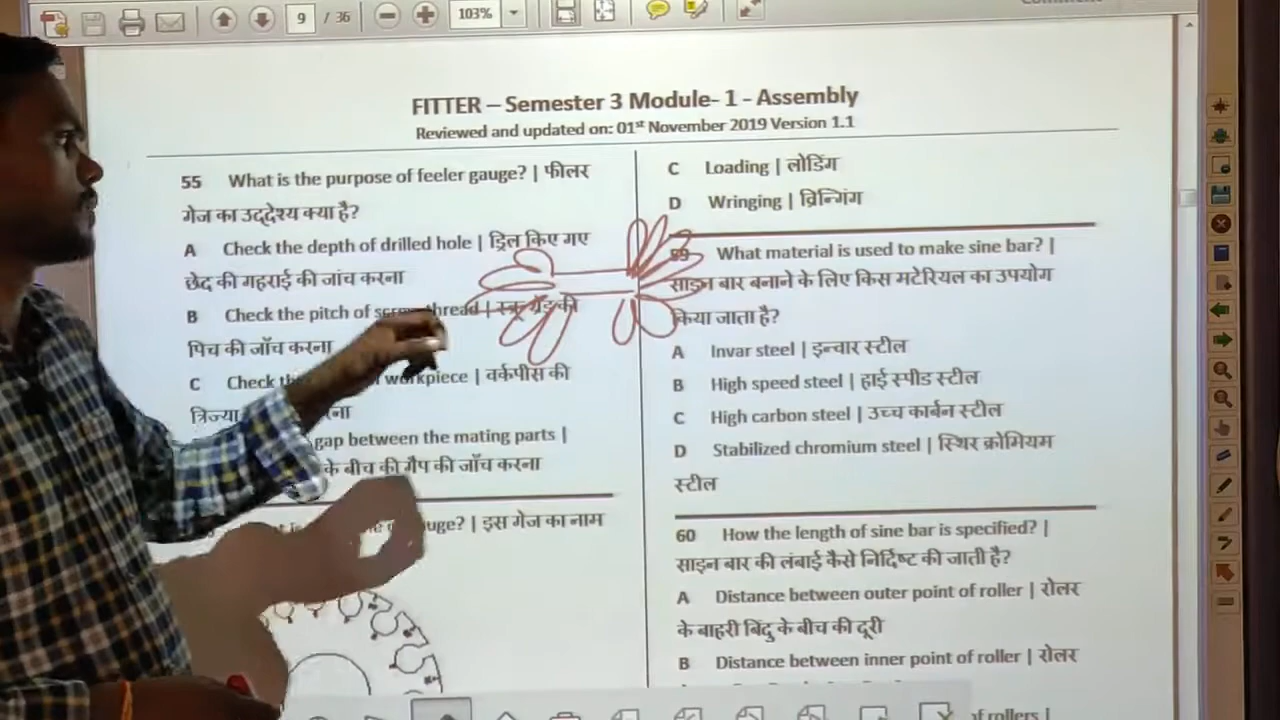 9 / 36
103%
FITTER – Semester 3 Module- 1 - Assembly
Reviewed and updated on: 01st November 2019 Version 1.1
55 What is the purpose of feeler gauge? | फीलर
गेज का उद्देश्य क्या है?
A Check the depth of drilled hole | ड्रिल किए गए
छेद की गहराई की जांच करना
B Check the pitch of thread | की
पिच की जाँच करना
C Check workpiece | वर्कपीस की
त्रिज्या
gap between the mating parts |
के बीच की गैप की जाँच करना
| इस गेज का नाम
C Loading | लोडिंग
D Wringing | व्रिन्गिंग
59 What material is used to make sine bar? |
साइन बार बनाने के लिए किस मटेरियल का उपयोग
किया जाता है?
A Invar steel | इन्वार स्टील
B High speed steel | हाई स्पीड स्टील
C High carbon steel | उच्च कार्बन स्टील
D Stabilized chromium steel | स्थिर क्रोमियम
स्टील
60 How the length of sine bar is specified? |
साइन बार की लंबाई कैसे निर्दिष्ट की जाती है?
A Distance between outer point of roller | रोलर
के बाहरी बिंदु के बीच की दूरी
B Distance between inner point of roller | रोलर
of rollers |